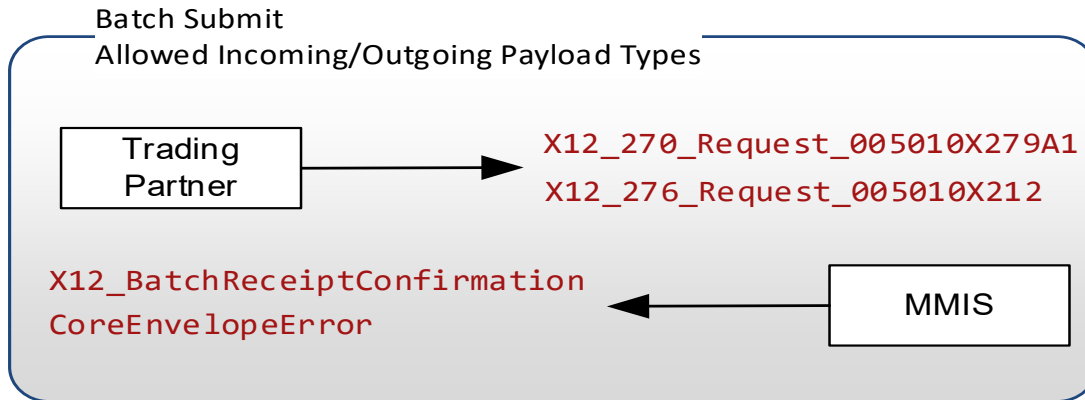 Batch Submit
Allowed Incoming/Outgoing Payload Types
Trading
Partner
X12_270_Request_005010X279A1
X12_276_Request_005010X212
X12_BatchReceiptConfirmation
CoreEnvelopeError
MMIS